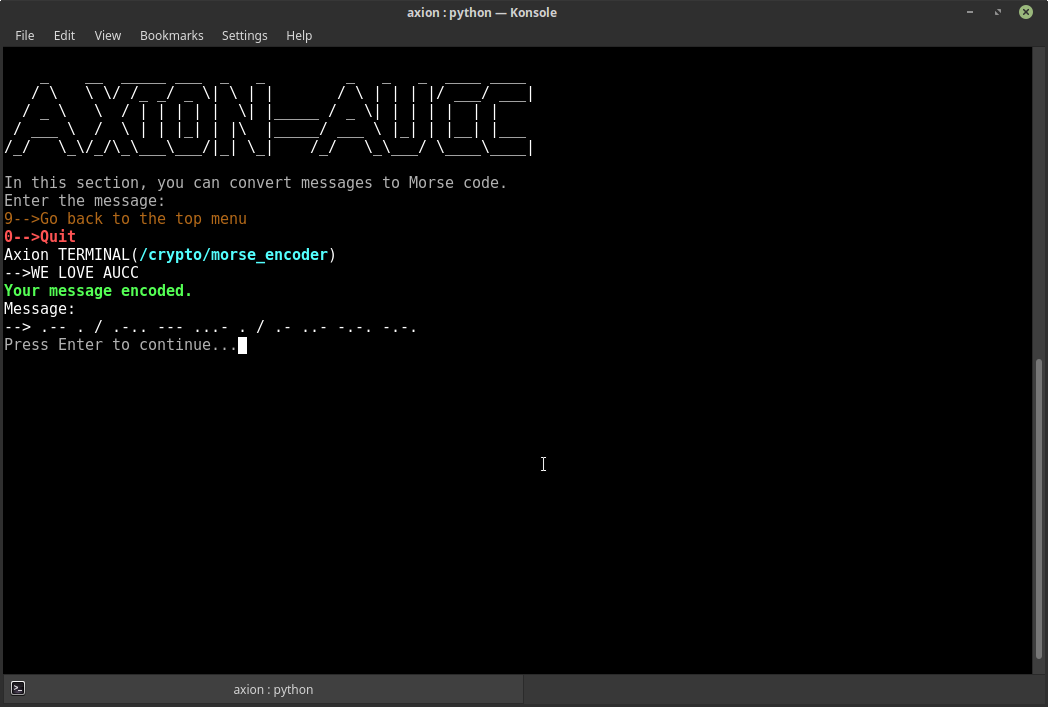 axion : python — Konsole
File Edit View Bookmarks Settings Help
AXION-AUCC
In this section, you can convert messages to Morse code.
Enter the message:
9-->Go back to the top menu
0-->Quit
Axion TERMINAL(/crypto/morse_encoder)
-->WE LOVE AUCC
Your message encoded.
Message:
--> .-- . / .-.. --- ...- . / .- ..- -.-. -.-.
Press Enter to continue...
axion : python